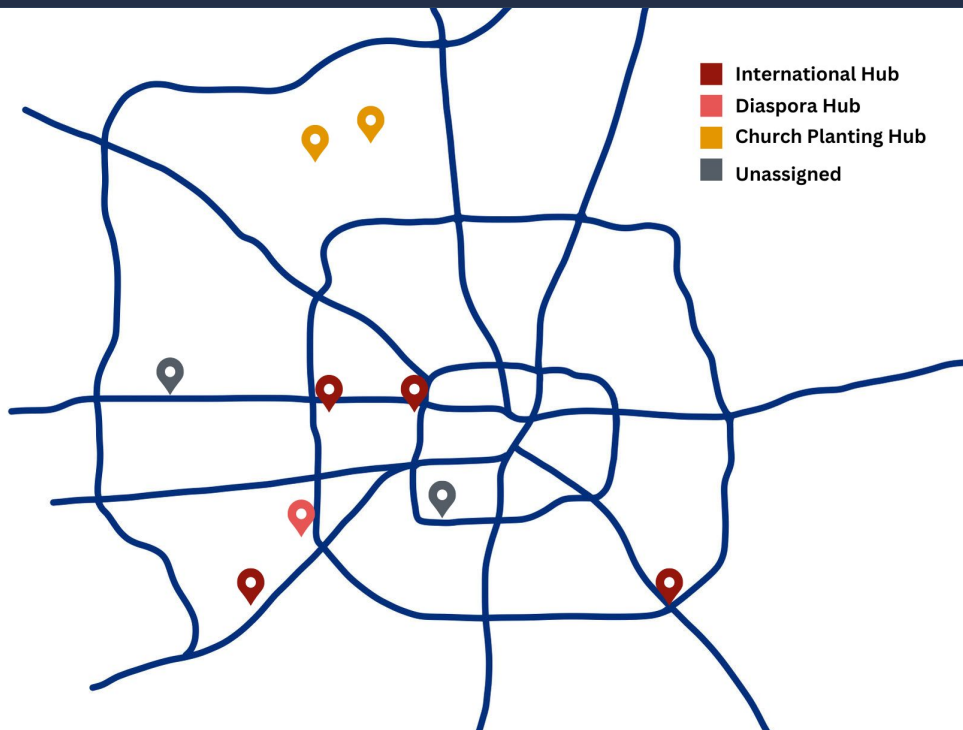 International Hub
Diaspora Hub
Church Planting Hub
Unassigned